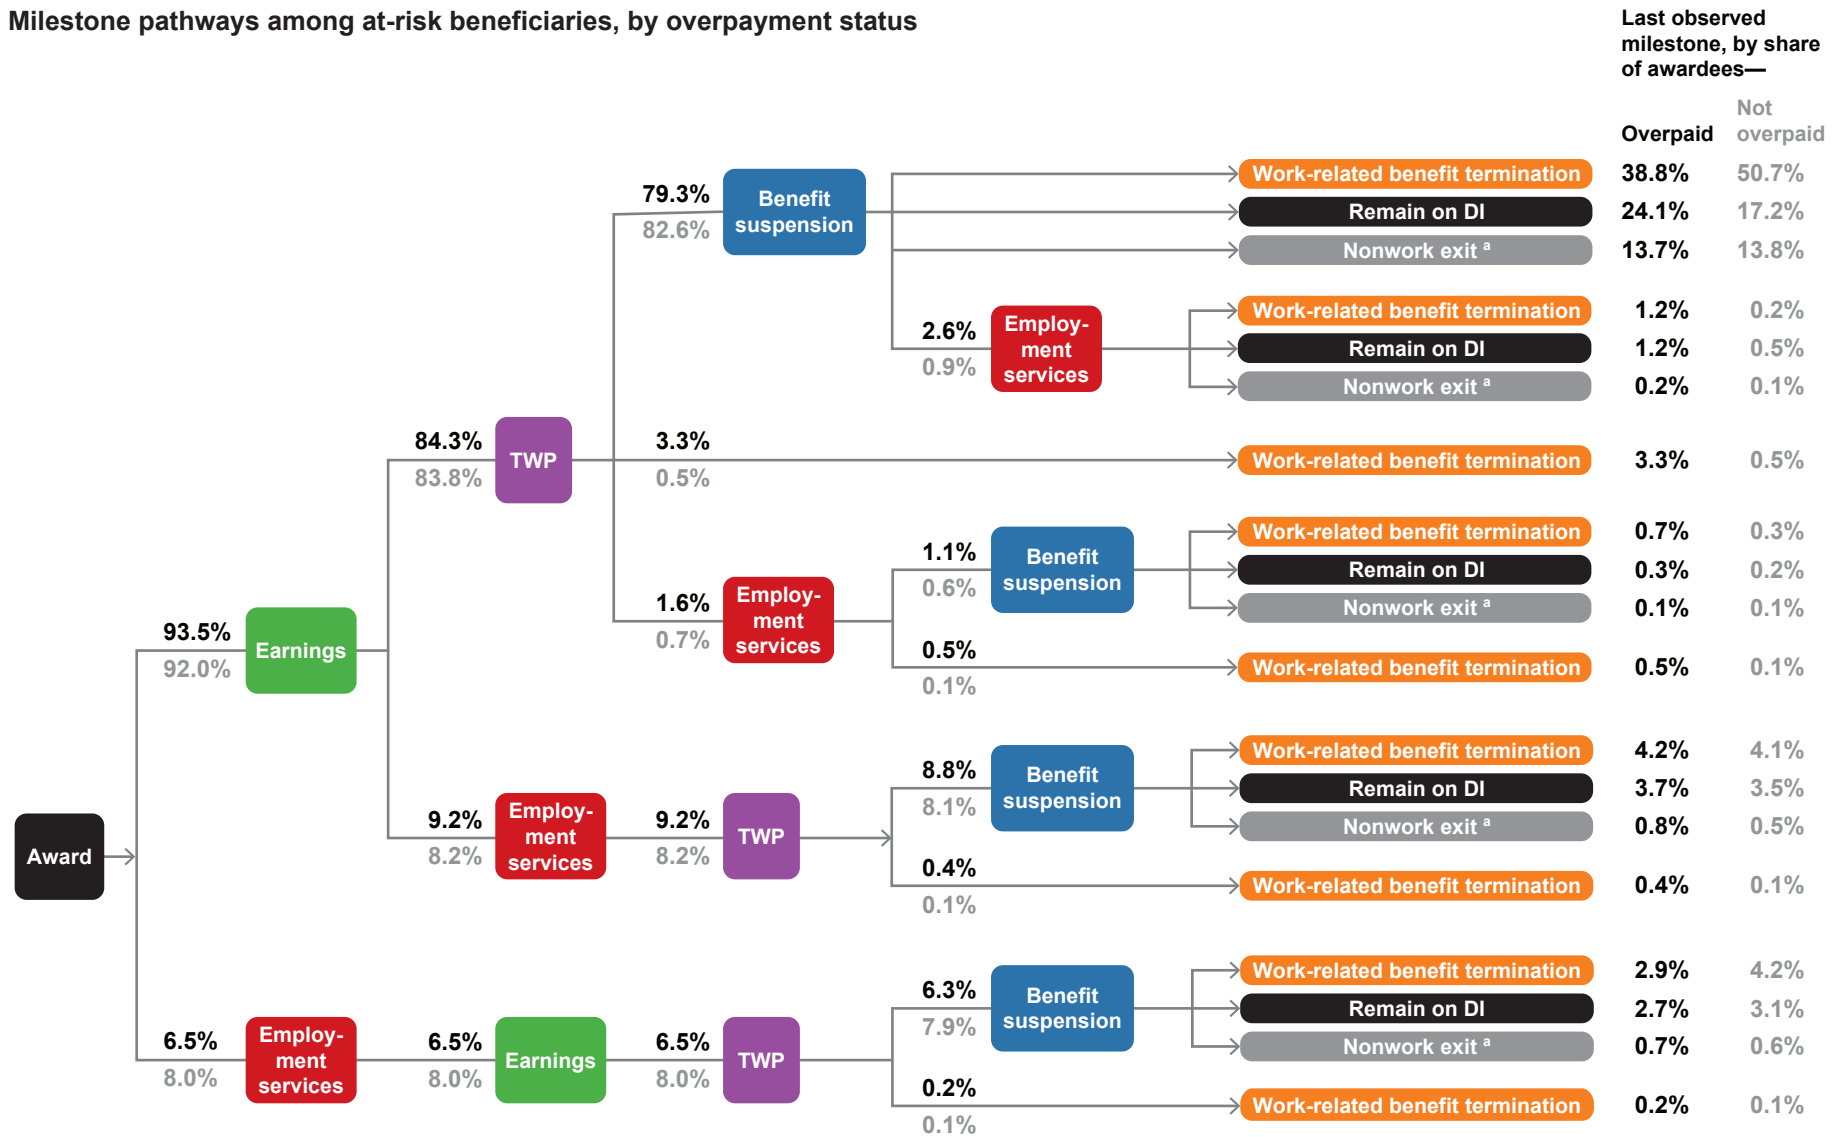 Milestone pathways among at-risk beneficiaries, by overpayment status
Last observed
milestone, by share
of awardees—
Overpaid
Not
overpaid
Award
93.5%
92.0%
Earnings
84.3%
83.8%
TWP
79.3%
82.6%
Benefit
suspension
Work-related benefit termination 38.8% 50.7%
Remain on DI 24.1% 17.2%
Nonwork exit a 13.7% 13.8%
2.6%
0.9%
Employ-
ment
services
Work-related benefit termination 1.2% 0.2%
Remain on DI 1.2% 0.5%
Nonwork exit a 0.2% 0.1%
3.3%
0.5%
Work-related benefit termination 3.3% 0.5%
1.6%
0.7%
Employ-
ment
services
1.1%
0.6%
Benefit
suspension
Work-related benefit termination 0.7% 0.3%
Remain on DI 0.3% 0.2%
Nonwork exit a 0.1% 0.1%
0.5%
0.1%
Work-related benefit termination 0.5% 0.1%
9.2%
8.2%
Employ-
ment
services
9.2%
8.2%
TWP
8.8%
8.1%
Benefit
suspension
Work-related benefit termination 4.2% 4.1%
Remain on DI 3.7% 3.5%
Nonwork exit a 0.8% 0.5%
0.4%
0.1%
Work-related benefit termination 0.4% 0.1%
6.5%
8.0%
Employ-
ment
services
6.5%
8.0%
Earnings
6.5%
8.0%
TWP
6.3%
7.9%
Benefit
suspension
Work-related benefit termination 2.9% 4.2%
Remain on DI 2.7% 3.1%
Nonwork exit a 0.7% 0.6%
0.2%
0.1%
Work-related benefit termination 0.2% 0.1%